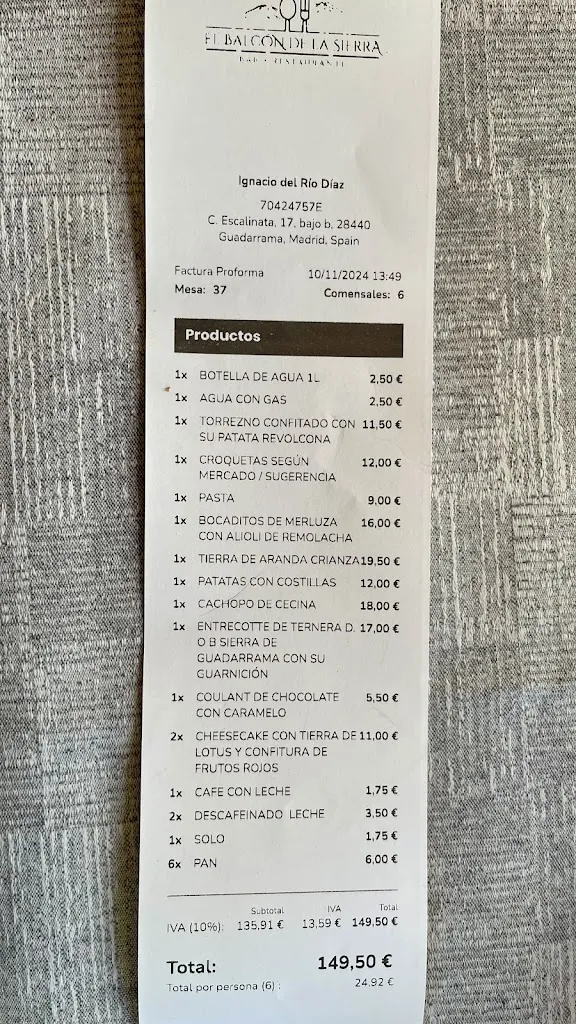 EL BALCÓN DE LA SIERRA
BAR • RESTAURANTE
Ignacio del Río Díaz
70424757E
C. Escalinata, 17, bajo b, 28440
Guadarrama, Madrid, Spain
Factura Proforma 10/11/2024 13:49
Mesa: 37 Comensales: 6
Productos
1x BOTELLA DE AGUA 1L 2,50 €
1x AGUA CON GAS 2,50 €
1x TORREZNO CONFITADO CON 11,50 €
SU PATATA REVOLCONA
1x CROQUETAS SEGÚN 12,00 €
MERCADO / SUGERENCIA
1x PASTA 9,00 €
1x BOCADITOS DE MERLUZA 16,00 €
CON ALIOLI DE REMOLACHA
1x TIERRA DE ARANDA CRIANZA 19,50 €
1x PATATAS CON COSTILLAS 12,00 €
1x CACHOPO DE CECINA 18,00 €
1x ENTRECOTTE DE TERNERA D. 17,00 €
O B SIERRA DE
GUADARRAMA CON SU
GUARNICIÓN
1x COULANT DE CHOCOLATE 5,50 €
CON CARAMELO
2x CHEESECAKE CON TIERRA DE 11,00 €
LOTUS Y CONFITURA DE
FRUTOS ROJOS
1x CAFE CON LECHE 1,75 €
2x DESCAFEINADO LECHE 3,50 €
1x SOLO 1,75 €
6x PAN 6,00 €
Subtotal IVA Total
IVA (10%): 135,91 € 13,59 € 149,50 €
Total: 149,50 €
Total por persona (6) : 24,92 €